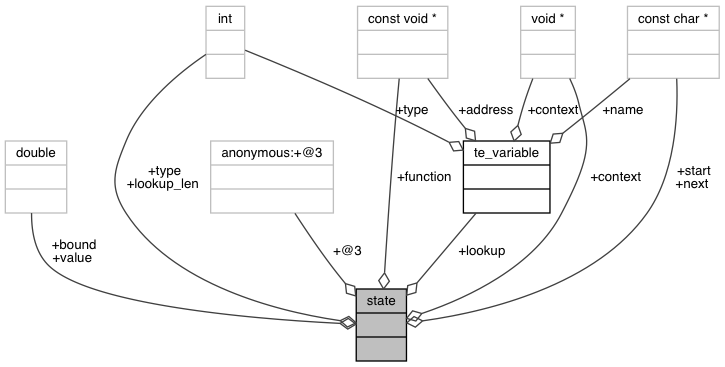 int
const void *
void *
const char *
+type
+address
+context
+name
double
anonymous:+@3
te_variable
+type
+lookup_len
+function
+context
+start
+next
+bound
+value
+@3
+lookup
state